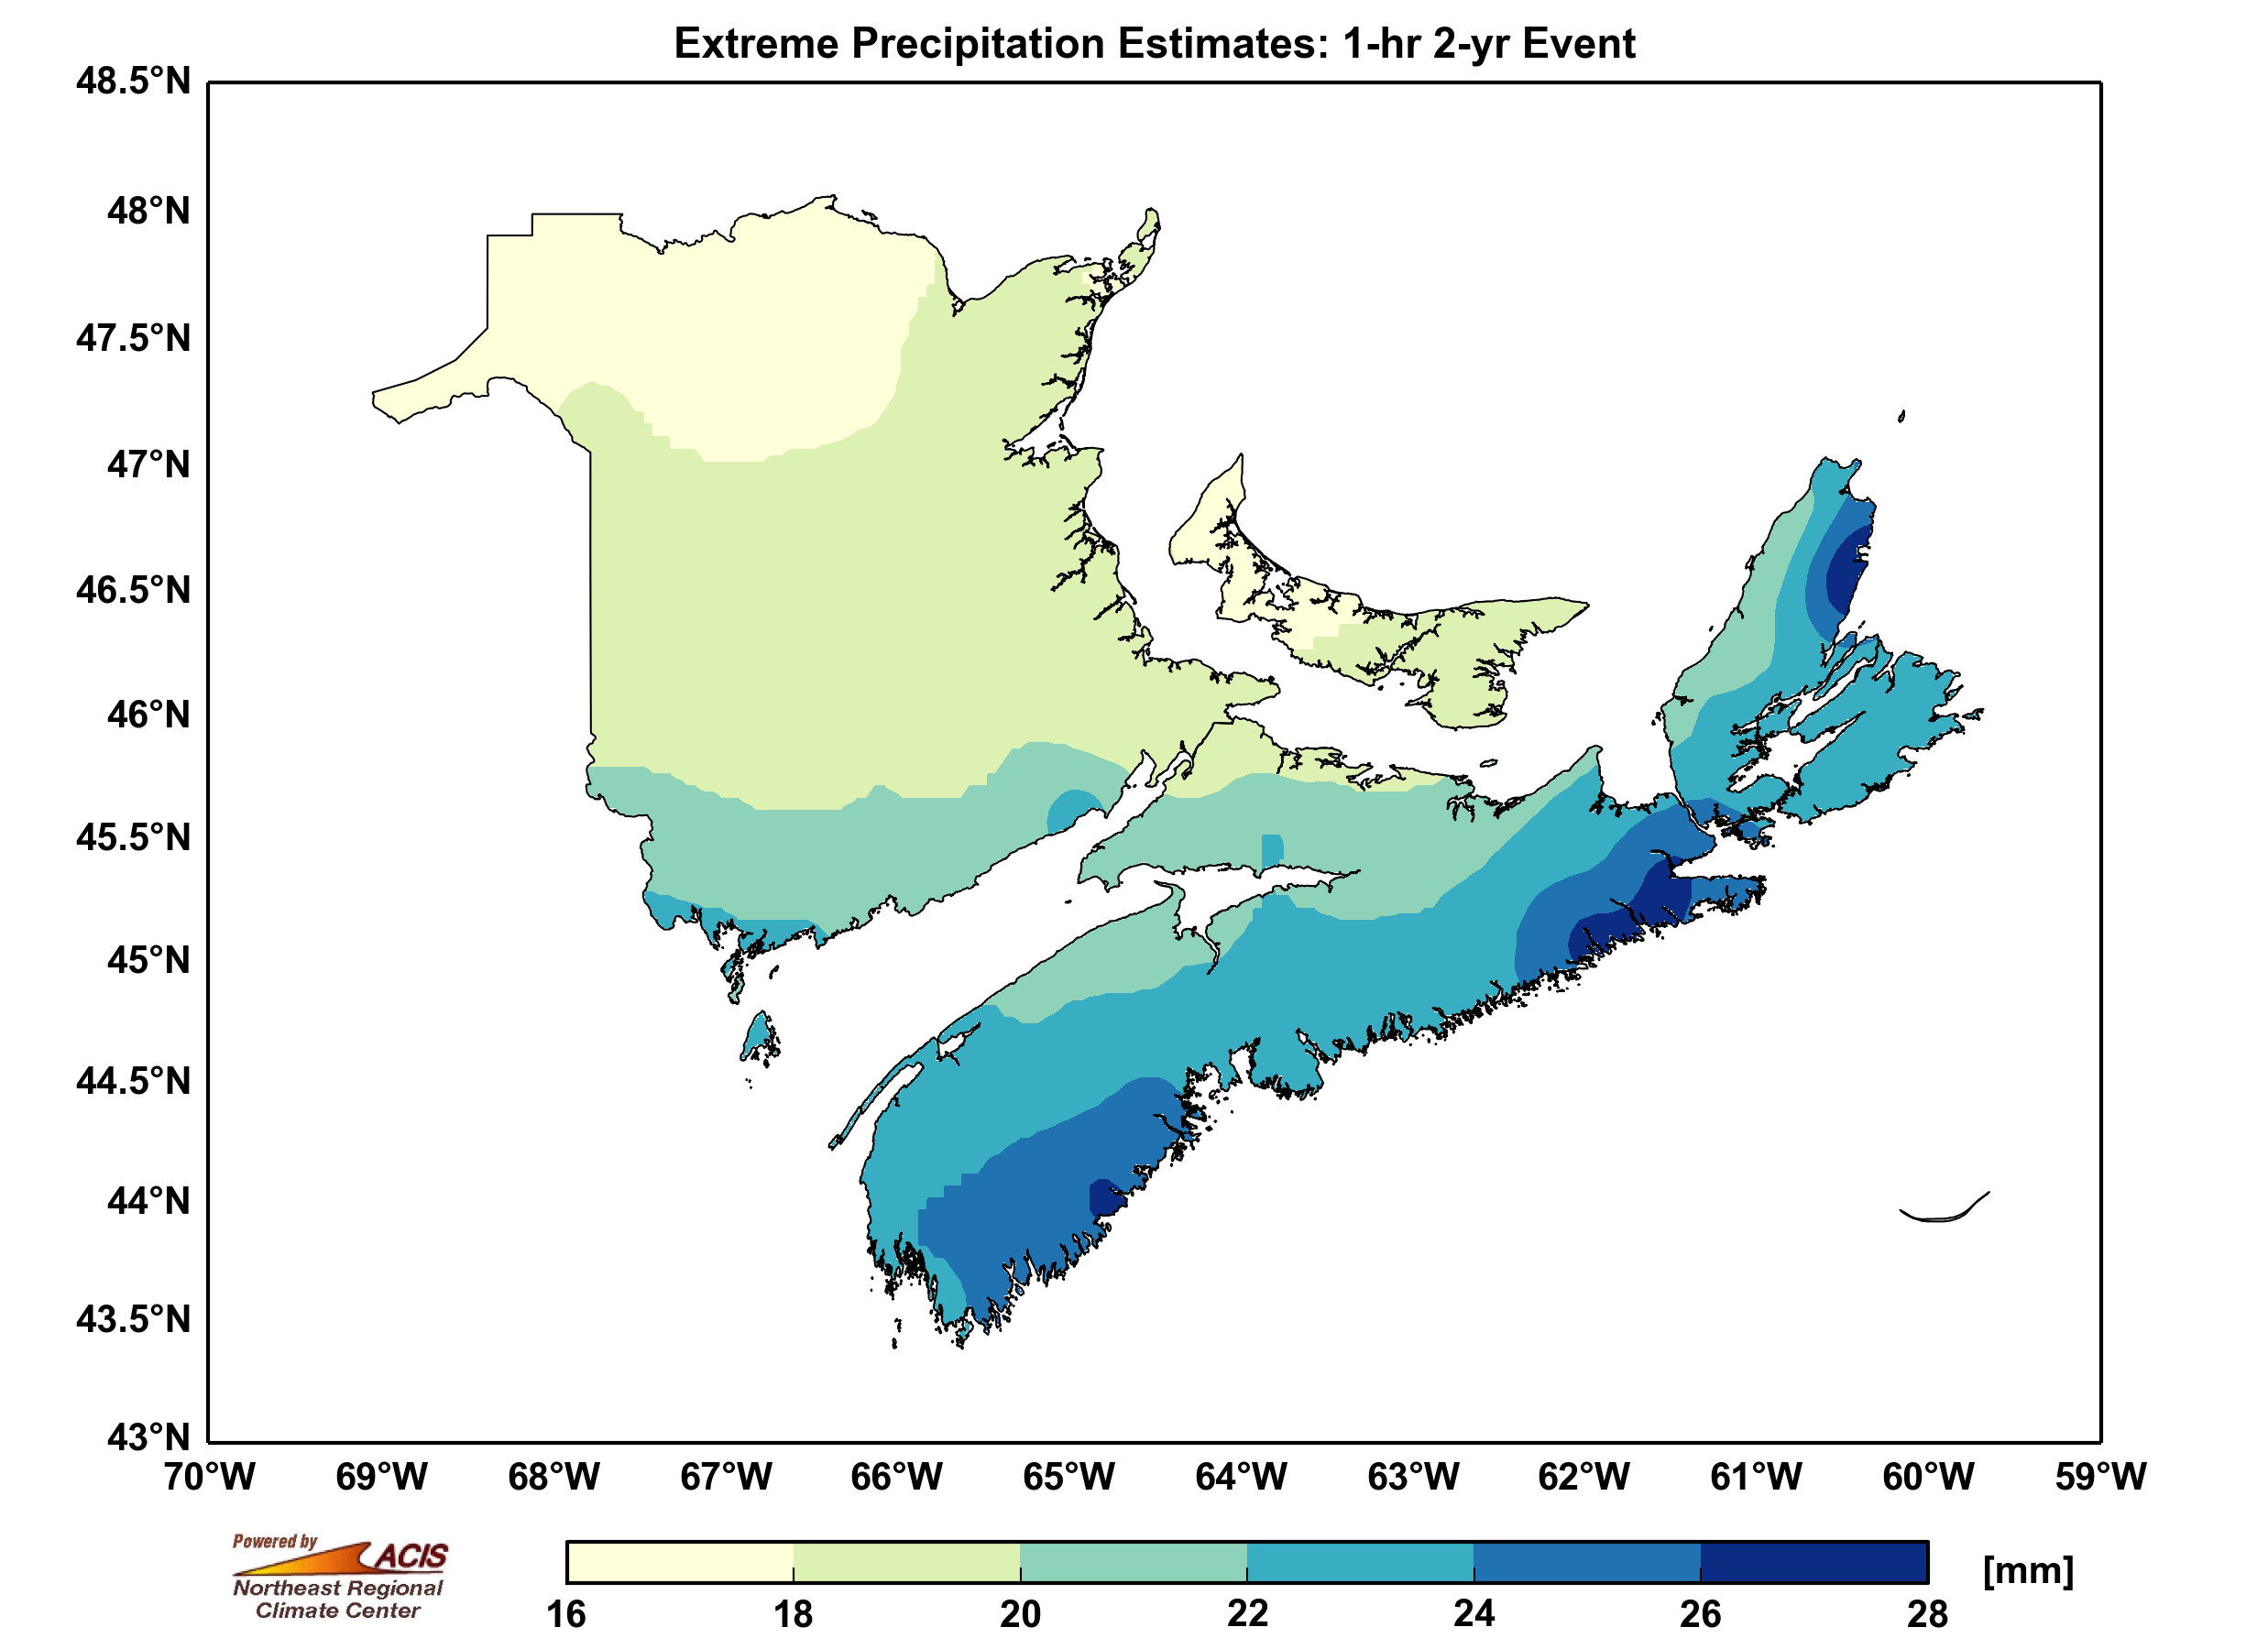 Extreme Precipitation Estimates: 1-hr 2-yr Event
48.5°N
48°N
47.5°N
47°N
46.5°N
46°N
45.5°N
45°N
44.5°N
44°N
43.5°N
43°N
70°W 69°W 68°W 67°W 66°W 65°W 64°W 63°W 62°W 61°W 60°W 59°W
Powered by
ACIS
Northeast Regional
Climate Center
[mm]
16 18 20 22 24 26 28